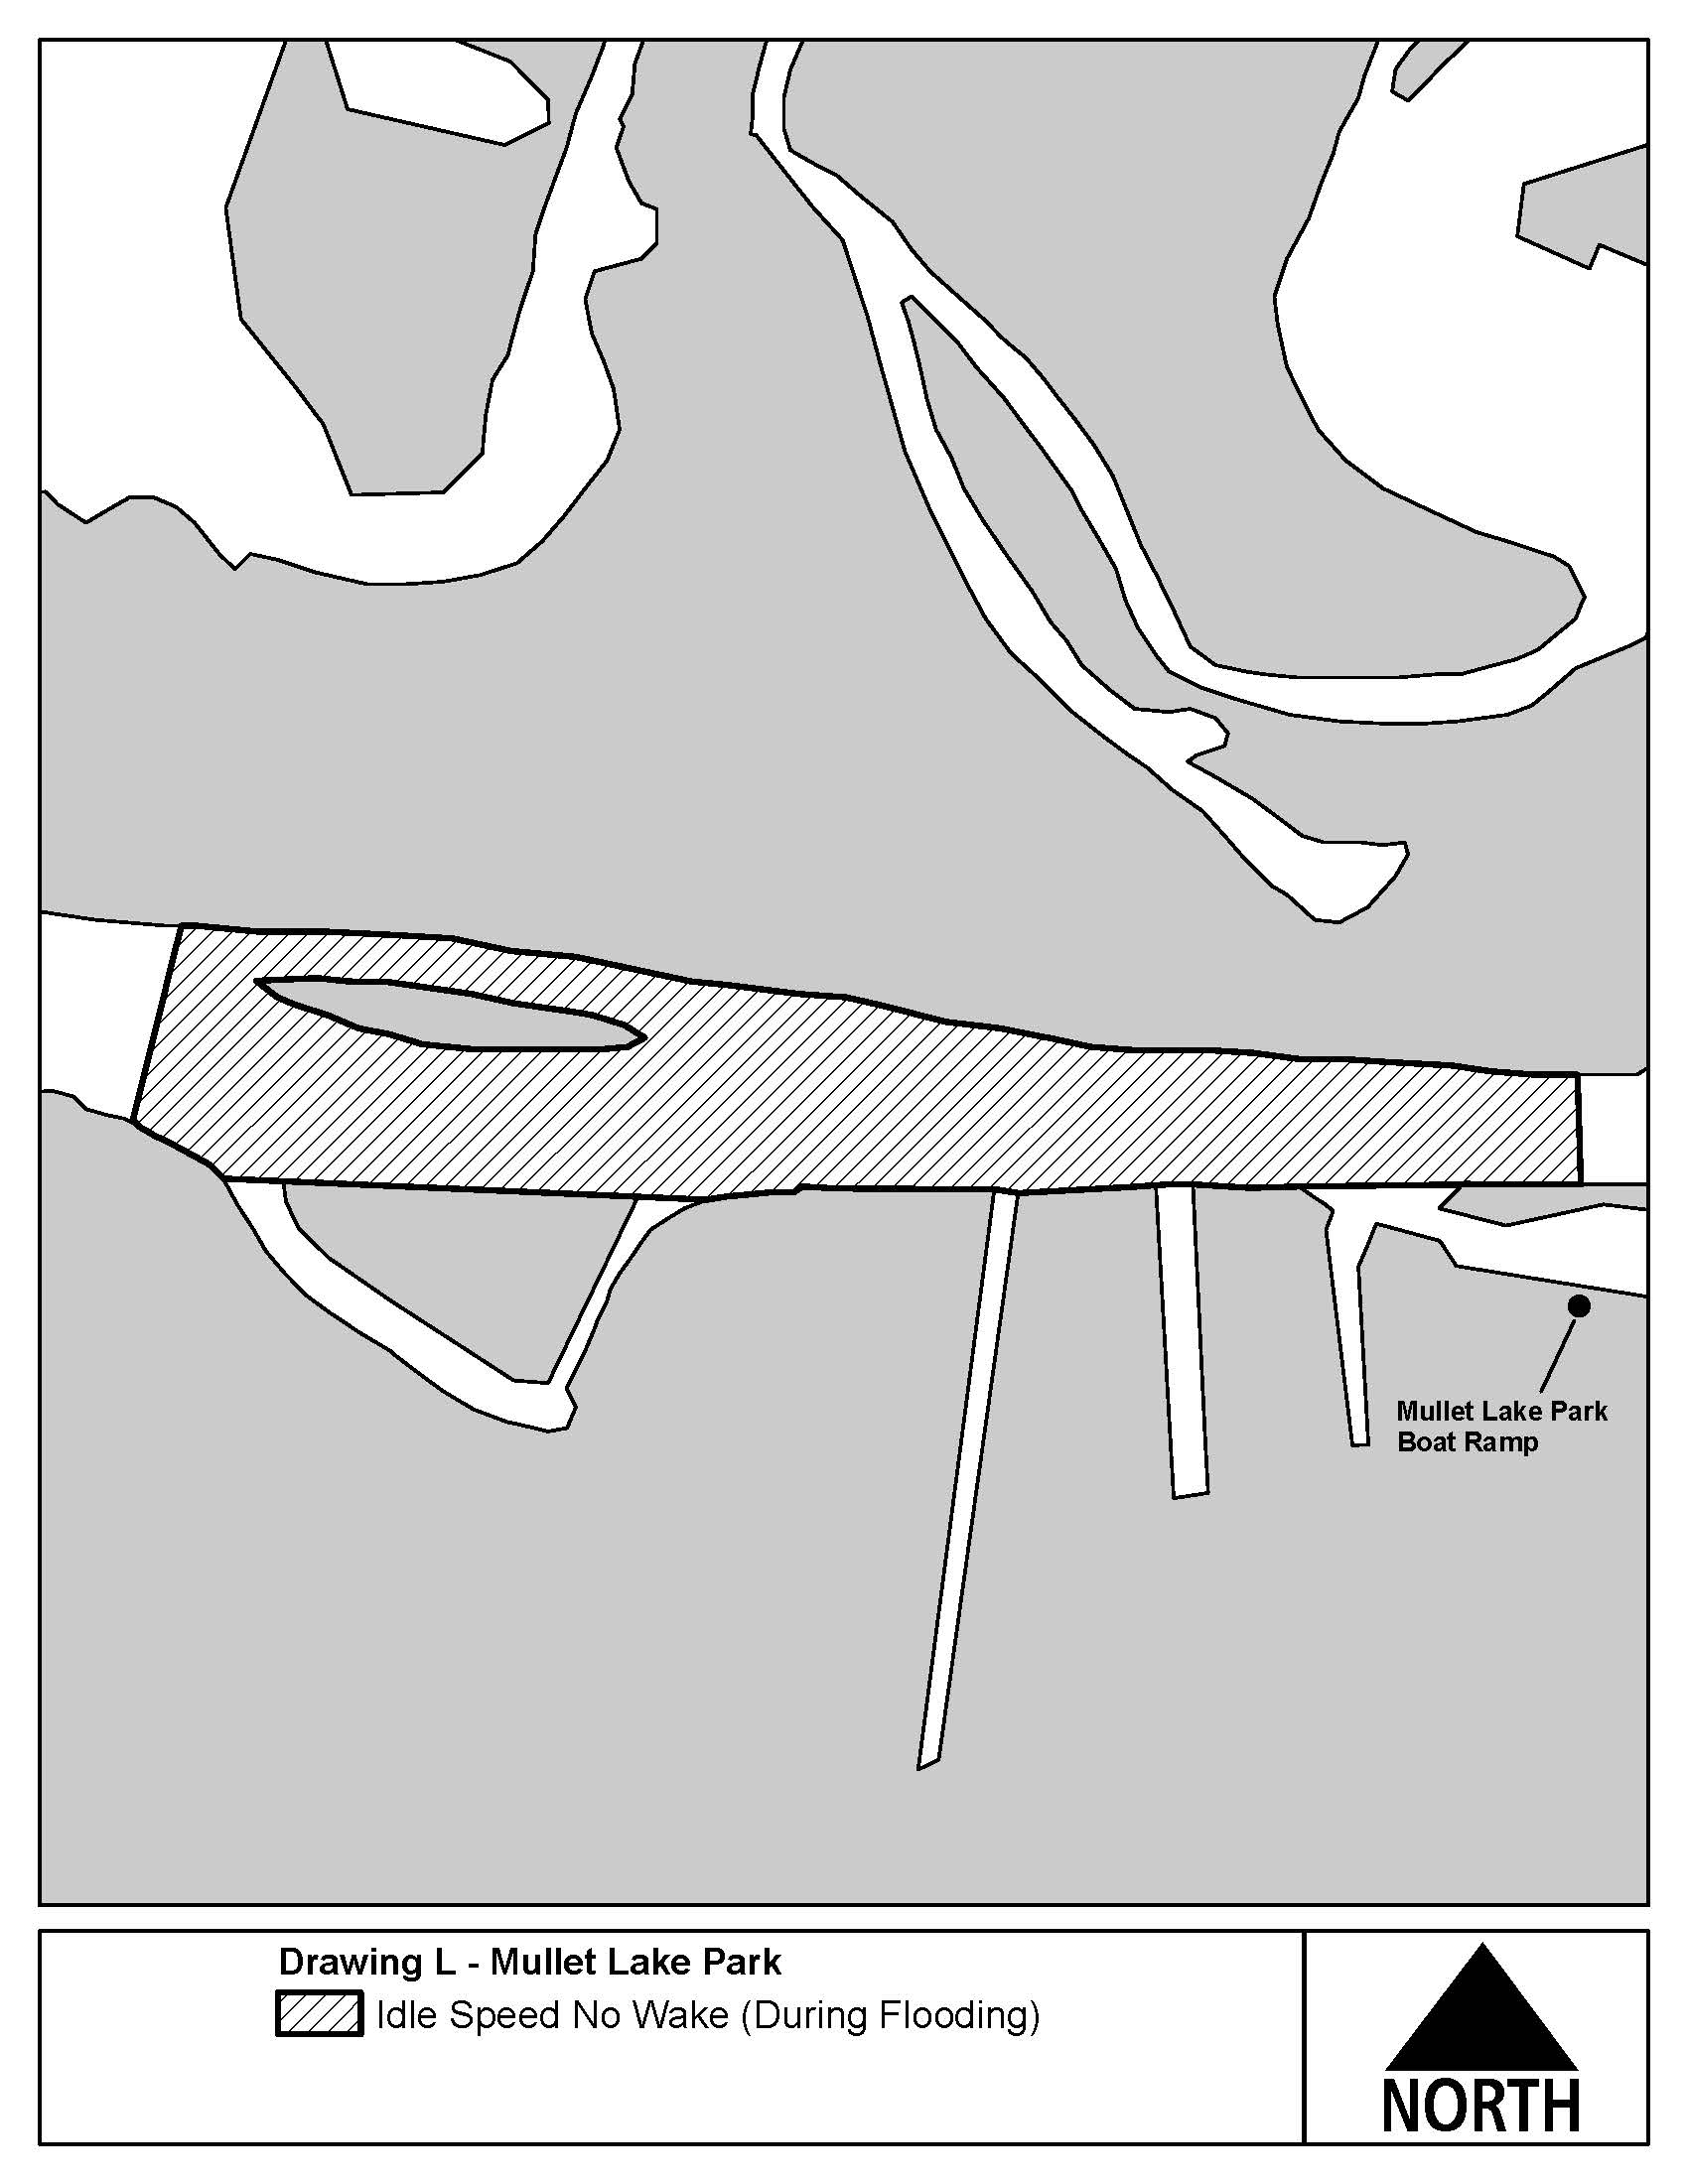 Mullet Lake Park
Boat Ramp
Drawing L - Mullet Lake Park
Idle Speed No Wake (During Flooding)
NORTH